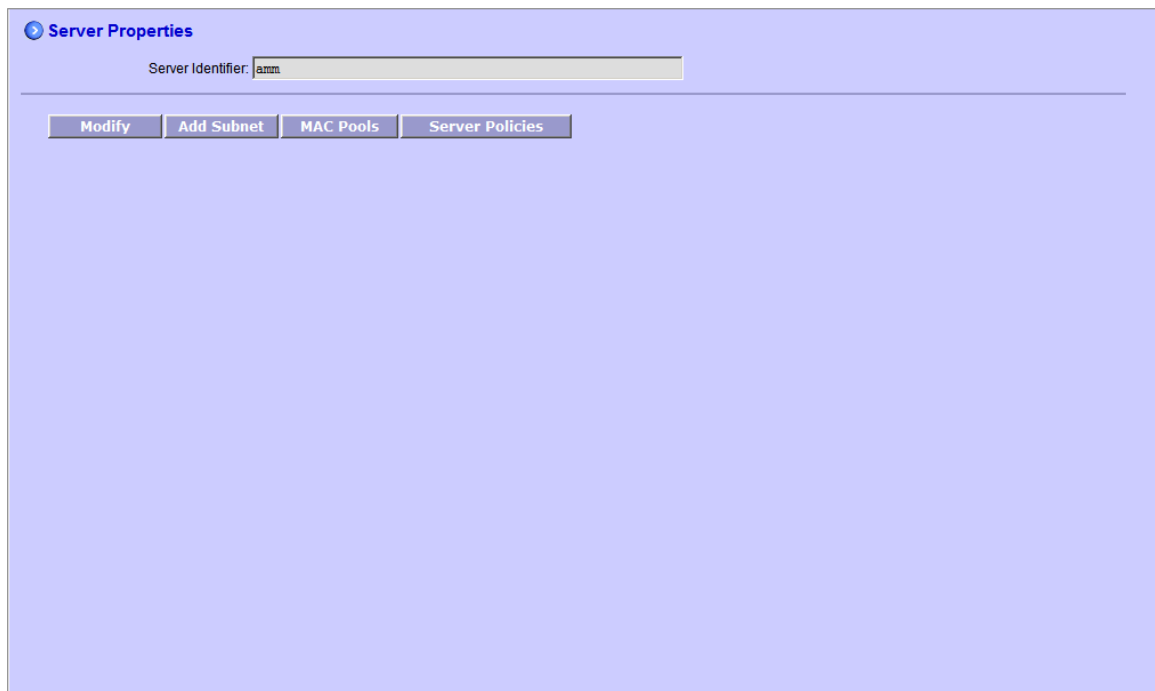 Server Properties
Server Identifier: amm
Modify Add Subnet MAC Pools Server Policies